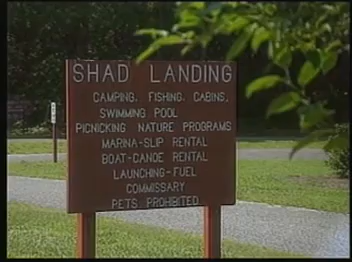 SHAD LANDING
CAMPING, FISHING, CABINS,
SWIMMING POOL
PICNICKING NATURE PROGRAMS
MARINA-SLIP RENTAL
BOAT-CANOE RENTAL
LAUNCHING-FUEL
COMMISSARY
PETS PROHIBITED